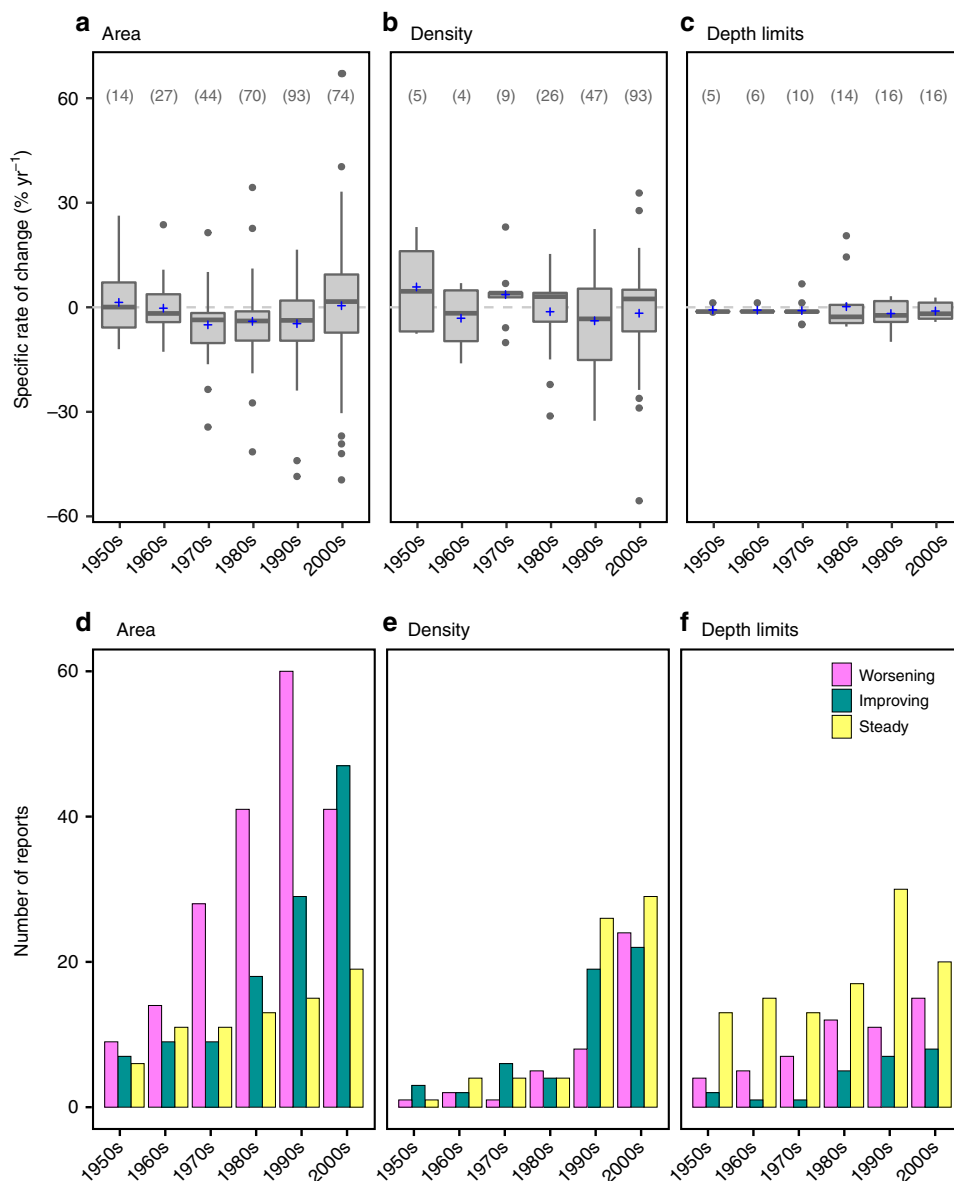 a Area
b Density
c Depth limits
Specific rate of change (% yr⁻¹)
60
30
0
−30
−60
(14) (27) (44) (70) (93) (74)
(5) (4) (9) (26) (47) (93)
(5) (6) (10) (14) (16) (16)
1950s 1960s 1970s 1980s 1990s 2000s
1950s 1960s 1970s 1980s 1990s 2000s
1950s 1960s 1970s 1980s 1990s 2000s
d Area
e Density
f Depth limits
Number of reports
60
40
20
0
Worsening
Improving
Steady
1950s 1960s 1970s 1980s 1990s 2000s
1950s 1960s 1970s 1980s 1990s 2000s
1950s 1960s 1970s 1980s 1990s 2000s